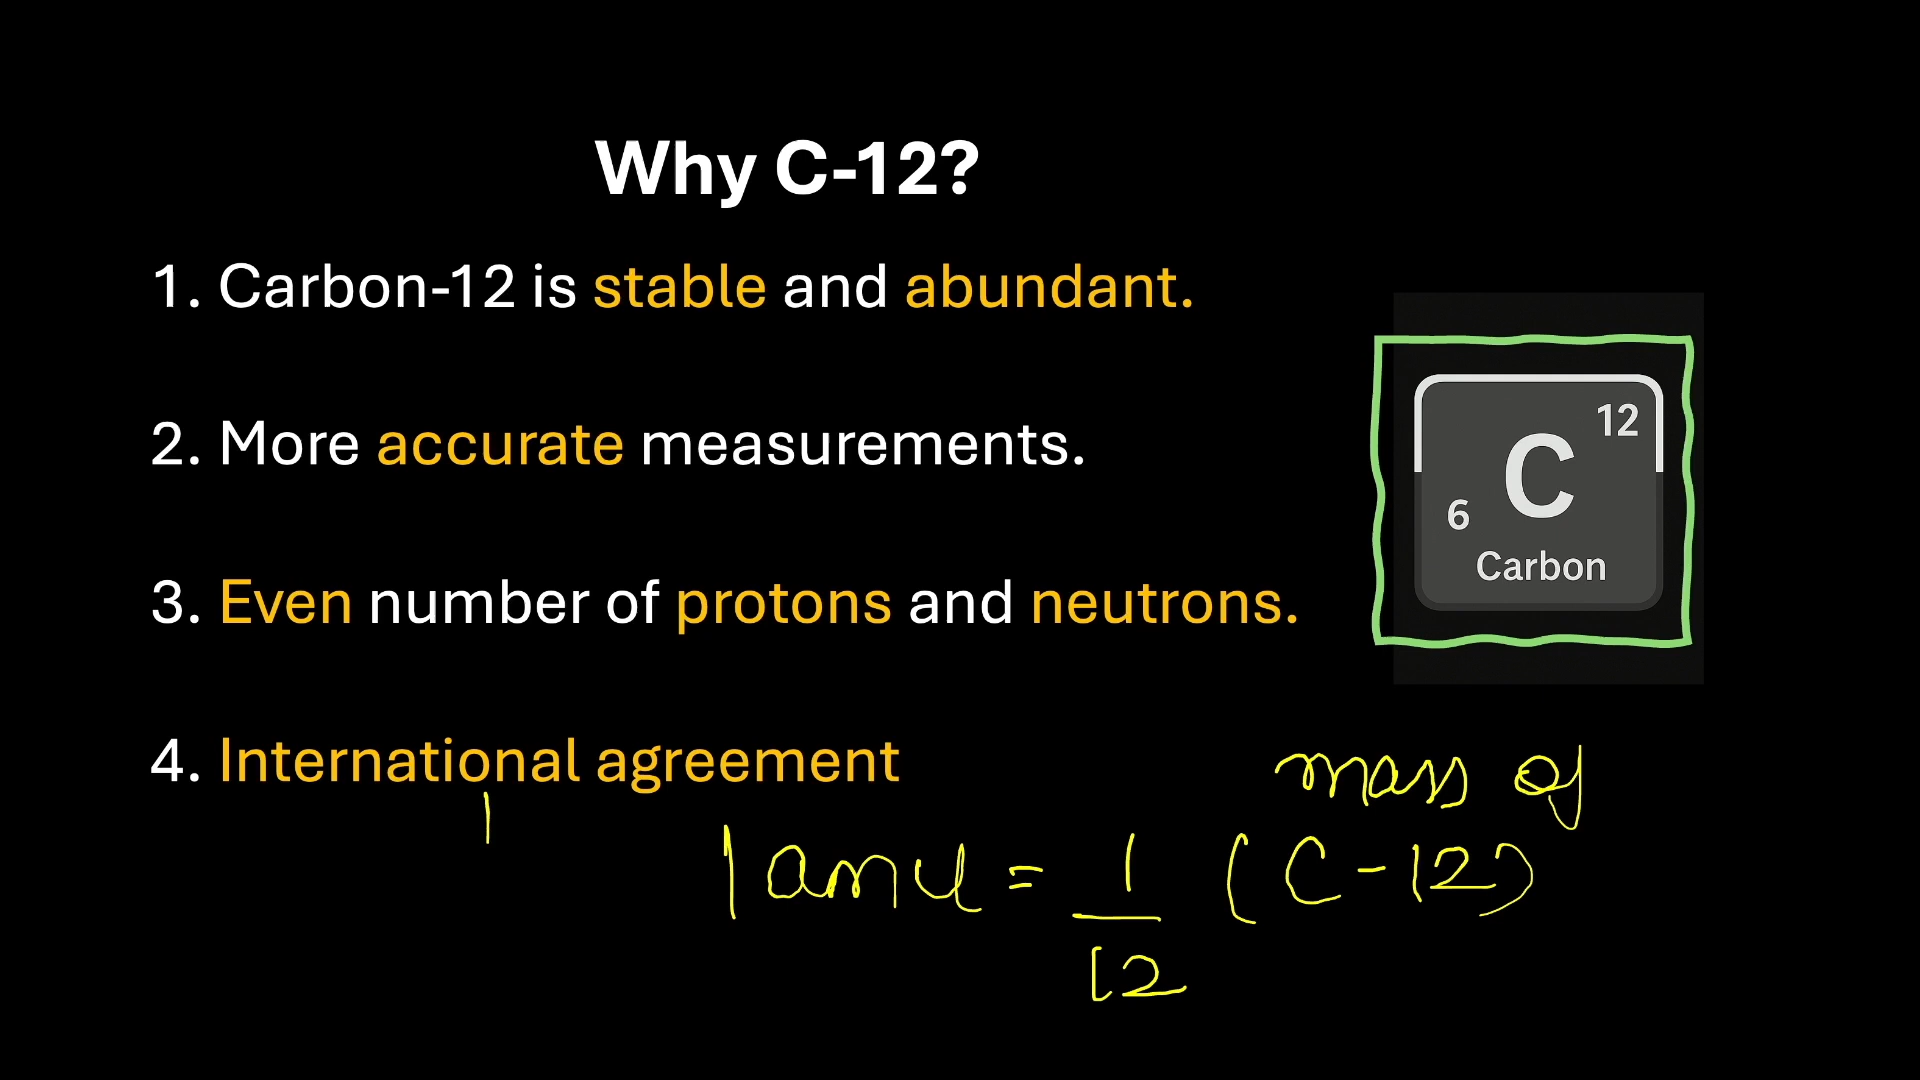 Why C-12?
1. Carbon-12 is stable and abundant.
2. More accurate measurements.
3. Even number of protons and neutrons.
4. International agreement
12
C
6
Carbon
mass of
1
1 amu = 1 (C-12)
12